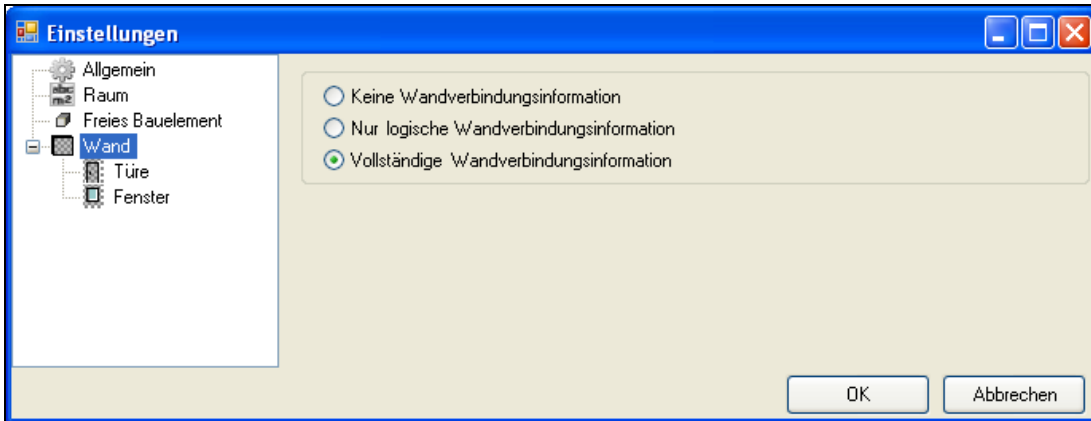 Einstellungen
Allgemein
Raum
Freies Bauelement
Wand
Türe
Fenster
Keine Wandverbindungsinformation
Nur logische Wandverbindungsinformation
Vollständige Wandverbindungsinformation
OK
Abbrechen